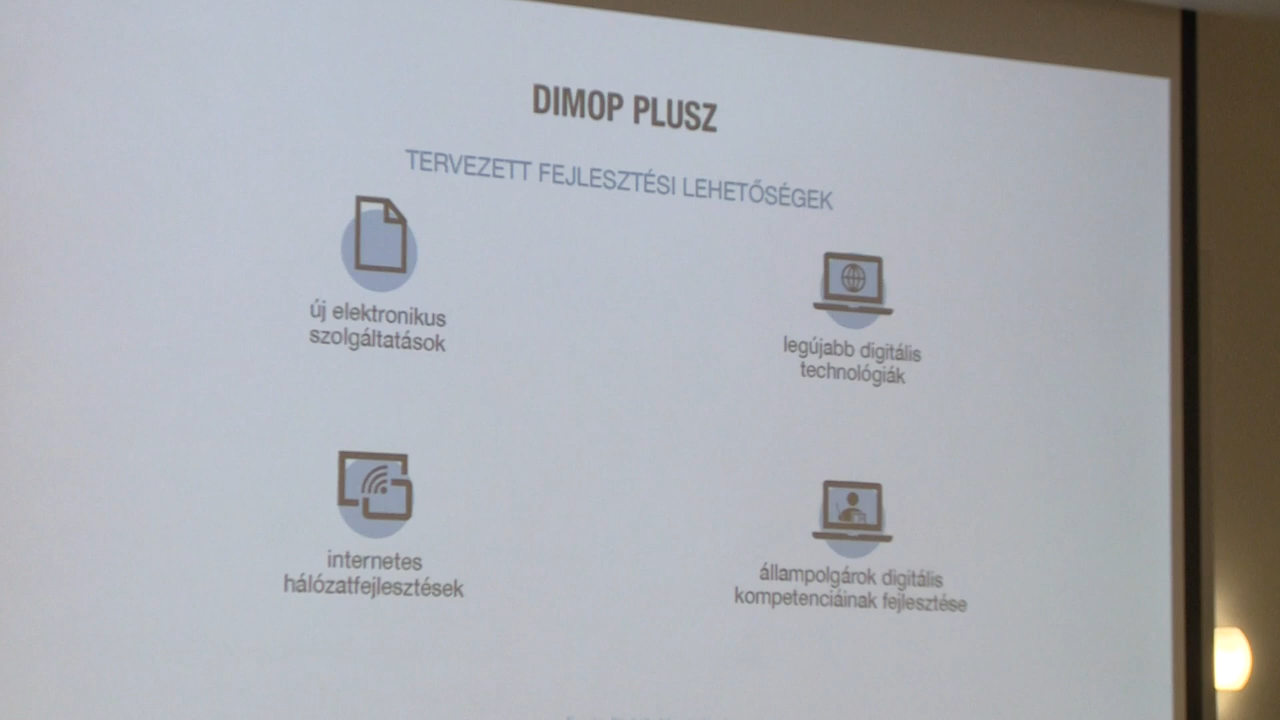 DIMOP PLUSZ
TERVEZETT FEJLESZTÉSI LEHETŐSÉGEK
új elektronikus
szolgáltatások
legújabb digitális
technológiák
internetes
hálózatfejlesztések
állampolgárok digitális
kompetenciáinak fejlesztése